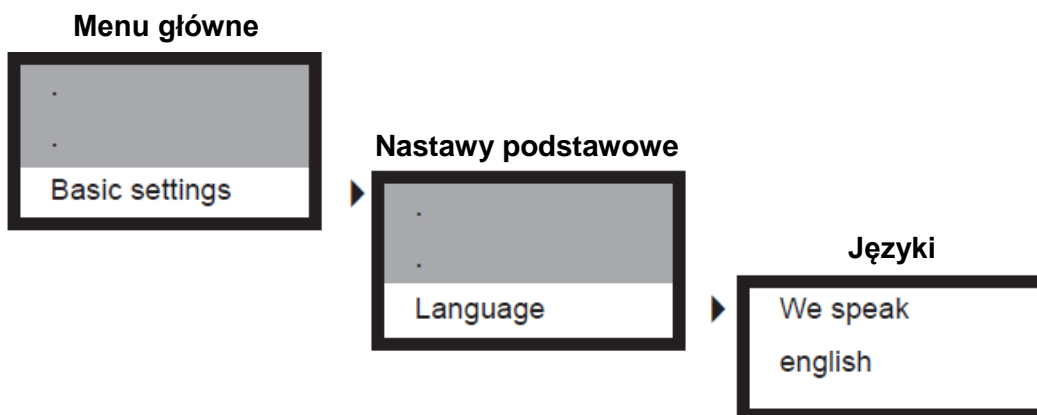 Menu główne
.
.
Basic settings
Nastawy podstawowe
.
.
Language
Języki
We speak
english